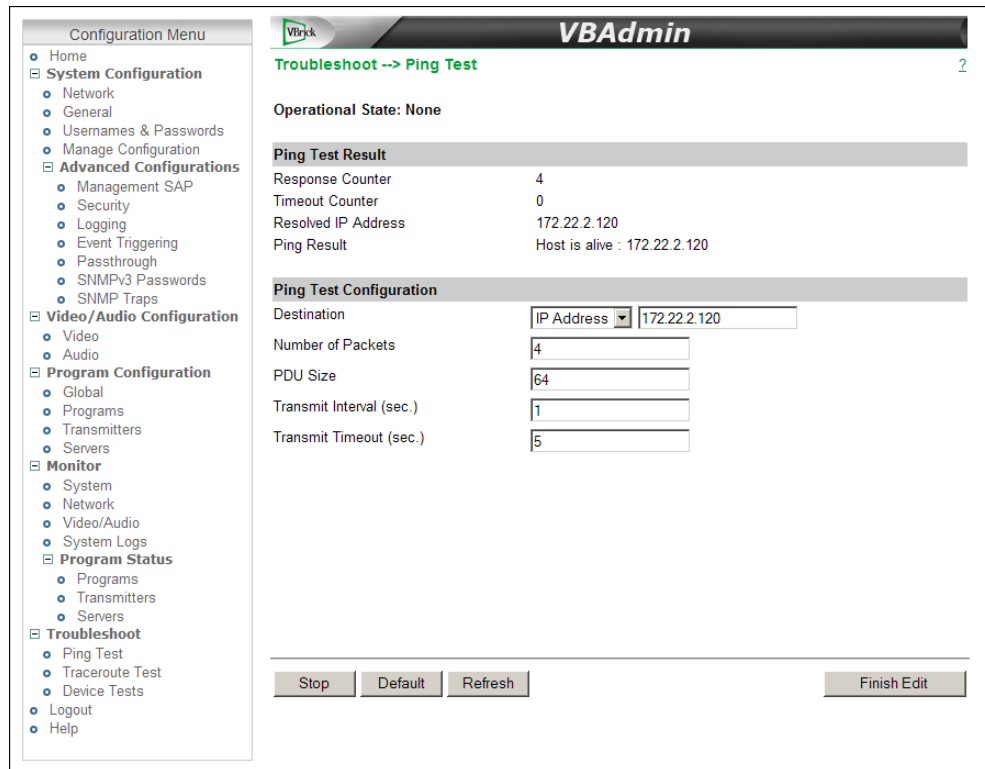 Configuration Menu
Home
System Configuration
Network
General
Usernames & Passwords
Manage Configuration
Advanced Configurations
Management SAP
Security
Logging
Event Triggering
Passthrough
SNMPv3 Passwords
SNMP Traps
Video/Audio Configuration
Video
Audio
Program Configuration
Global
Programs
Transmitters
Servers
Monitor
System
Network
Video/Audio
System Logs
Program Status
Programs
Transmitters
Servers
Troubleshoot
Ping Test
Traceroute Test
Device Tests
Logout
Help
VBrick
VBAdmin
Troubleshoot --> Ping Test ?
Operational State: None
Ping Test Result
Response Counter 4
Timeout Counter 0
Resolved IP Address 172.22.2.120
Ping Result Host is alive : 172.22.2.120
Ping Test Configuration
Destination IP Address 172.22.2.120
Number of Packets 4
PDU Size 64
Transmit Interval (sec.) 1
Transmit Timeout (sec.) 5
Stop Default Refresh Finish Edit